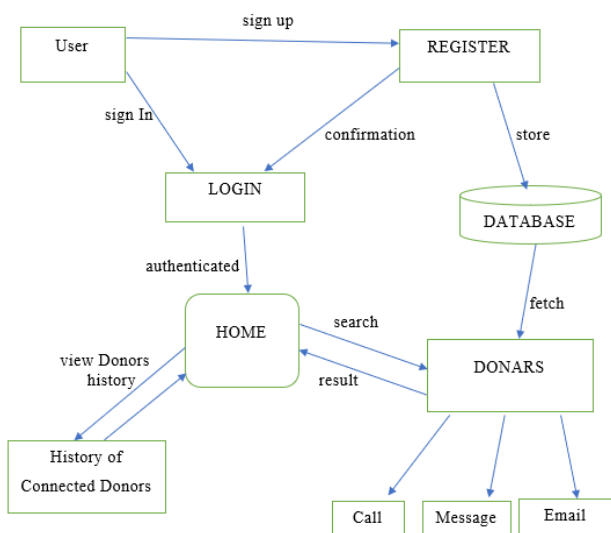 sign up
User
REGISTER
sign In
confirmation
store
LOGIN
DATABASE
authenticated
fetch
HOME
search
view Donors
history
result
DONARS
History of
Connected Donors
Call
Message
Email